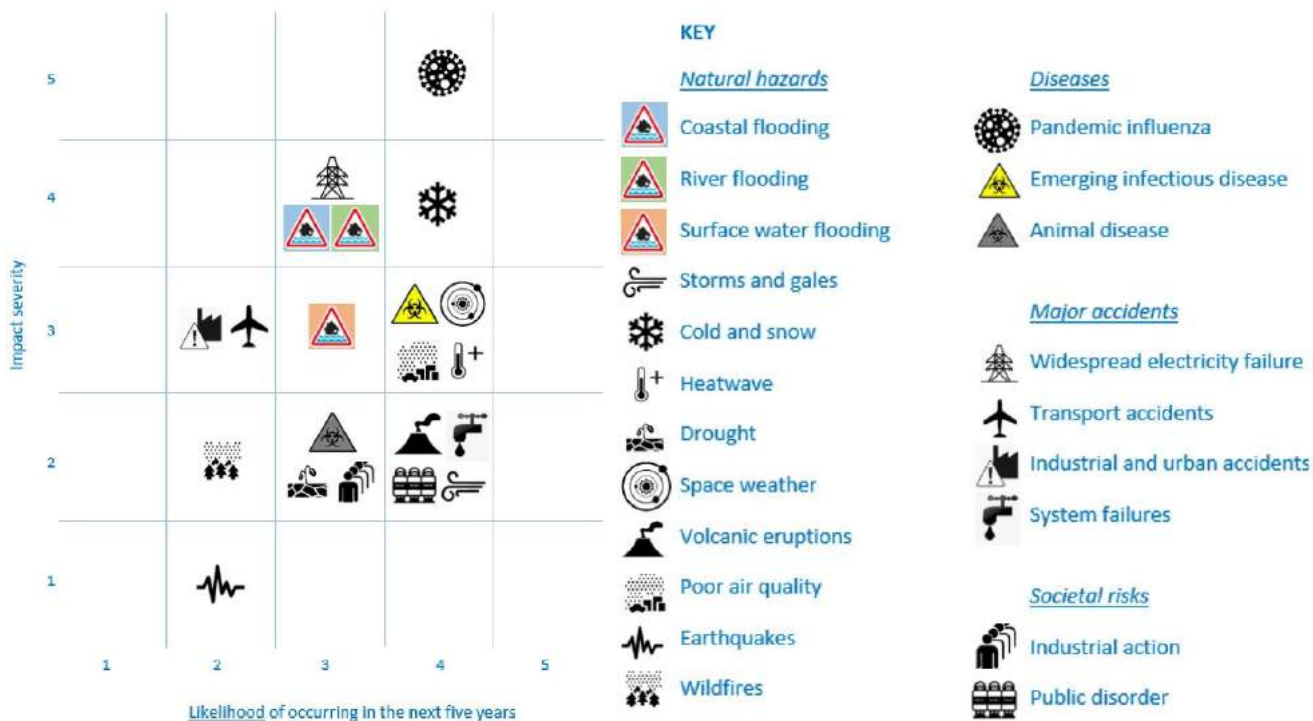 5
4
3
2
1
Impact severity
1 2 3 4 5
Likelihood of occurring in the next five years
KEY
Natural hazards
Coastal flooding
River flooding
Surface water flooding
Storms and gales
Cold and snow
Heatwave
Drought
Space weather
Volcanic eruptions
Poor air quality
Earthquakes
Wildfires
Diseases
Pandemic influenza
Emerging infectious disease
Animal disease
Major accidents
Widespread electricity failure
Transport accidents
Industrial and urban accidents
System failures
Societal risks
Industrial action
Public disorder